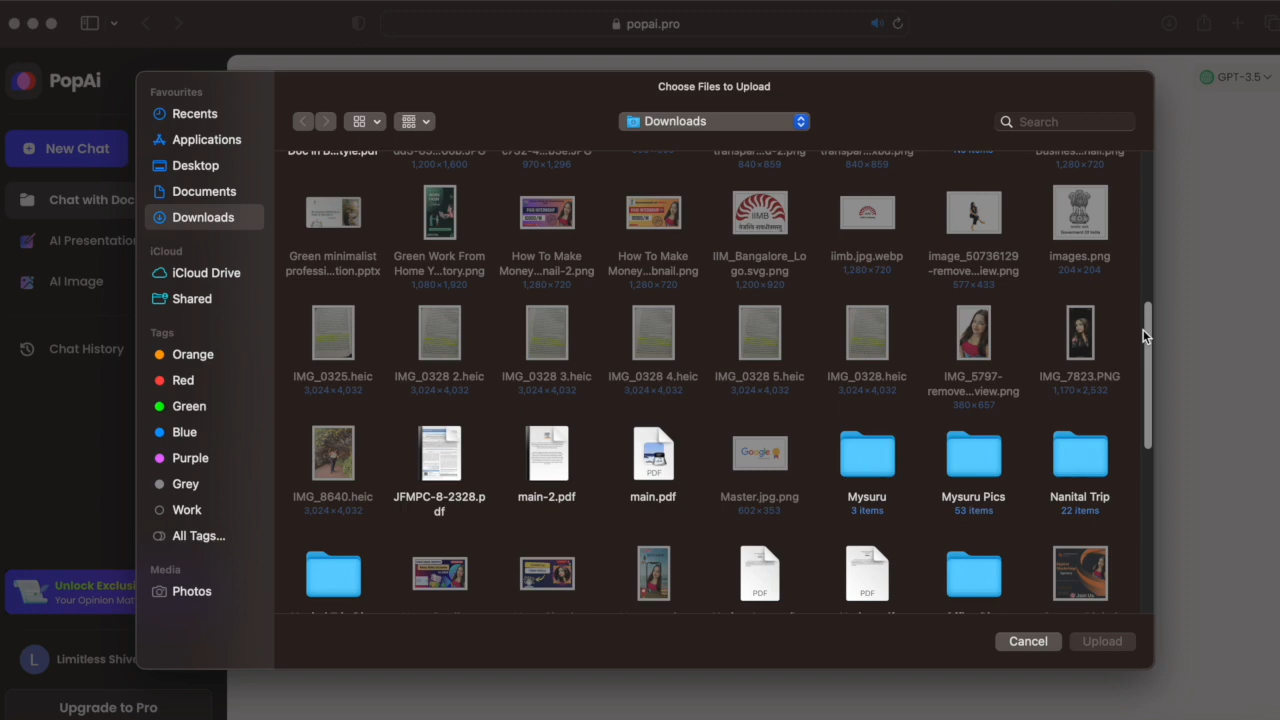 popai.pro
PopAi
GPT-3.5
New Chat
Chat with Doc
AI Presentation
AI Image
Chat History
Unlock Exclusi
Your Opinion Mat
L
Limitless Shive
Upgrade to Pro
Choose Files to Upload
Downloads
Search
Favourites
Recents
Applications
Desktop
Documents
Downloads
iCloud
iCloud Drive
Shared
Tags
Orange
Red
Green
Blue
Purple
Grey
Work
All Tags...
Media
Photos
1,200×1,600
970×1,296
840×859
840×859
1,280×720
Green minimalist
professi...tion.pptx
Green Work From
Home Y...tory.png
1,080×1,920
How To Make
Money...nail-2.png
1,280×720
How To Make
Money...bnail.png
1,280×720
IIM_Bangalore_Lo
go.svg.png
1,200×920
iimb.jpg.webp
1,280×720
image_50736129
-remove...iew.png
577×433
images.png
204×204
IMG_0325.heic
3,024×4,032
IMG_0328 2.heic
3,024×4,032
IMG_0328 3.heic
3,024×4,032
IMG_0328 4.heic
3,024×4,032
IMG_0328 5.heic
3,024×4,032
IMG_0328.heic
3,024×4,032
IMG_5797-
remove...view.png
380×657
IMG_7823.PNG
1,170×2,532
IMG_8640.heic
3,024×4,032
JFMPC-8-2328.p
df
main-2.pdf
PDF
main.pdf
Google
Master.jpg.png
602×353
Mysuru
3 items
Mysuru Pics
53 items
Nanital Trip
22 items
PDF
PDF
Cancel
Upload